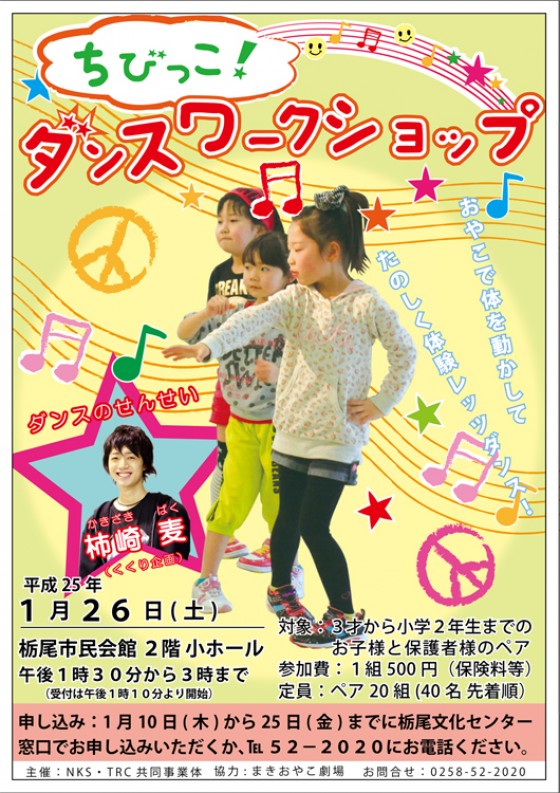 ちびっこ!
ダンスワークショップ
おやこで体を動かして
たのしく体験レッツダンス!
BREAK
ダンスのせんせい
かきざき ばく
柿崎 麦
(くくり企画)
平成25年
1月26日(土)
栃尾市民会館 2階 小ホール
午後1時30分から3時まで
(受付は午後1時10分より開始)
対象:3才から小学2年生までの
お子様と保護者様のペア
参加費:1組500円(保険料等)
定員:ペア20組(40名 先着順)
申し込み:1月10日(木)から25日(金)までに栃尾文化センター
窓口でお申し込みいただくか、℡ 52-2020にお電話ください。
主催:NKS・TRC共同事業体 協力:まきおやこ劇場 お問合せ:0258-52-2020